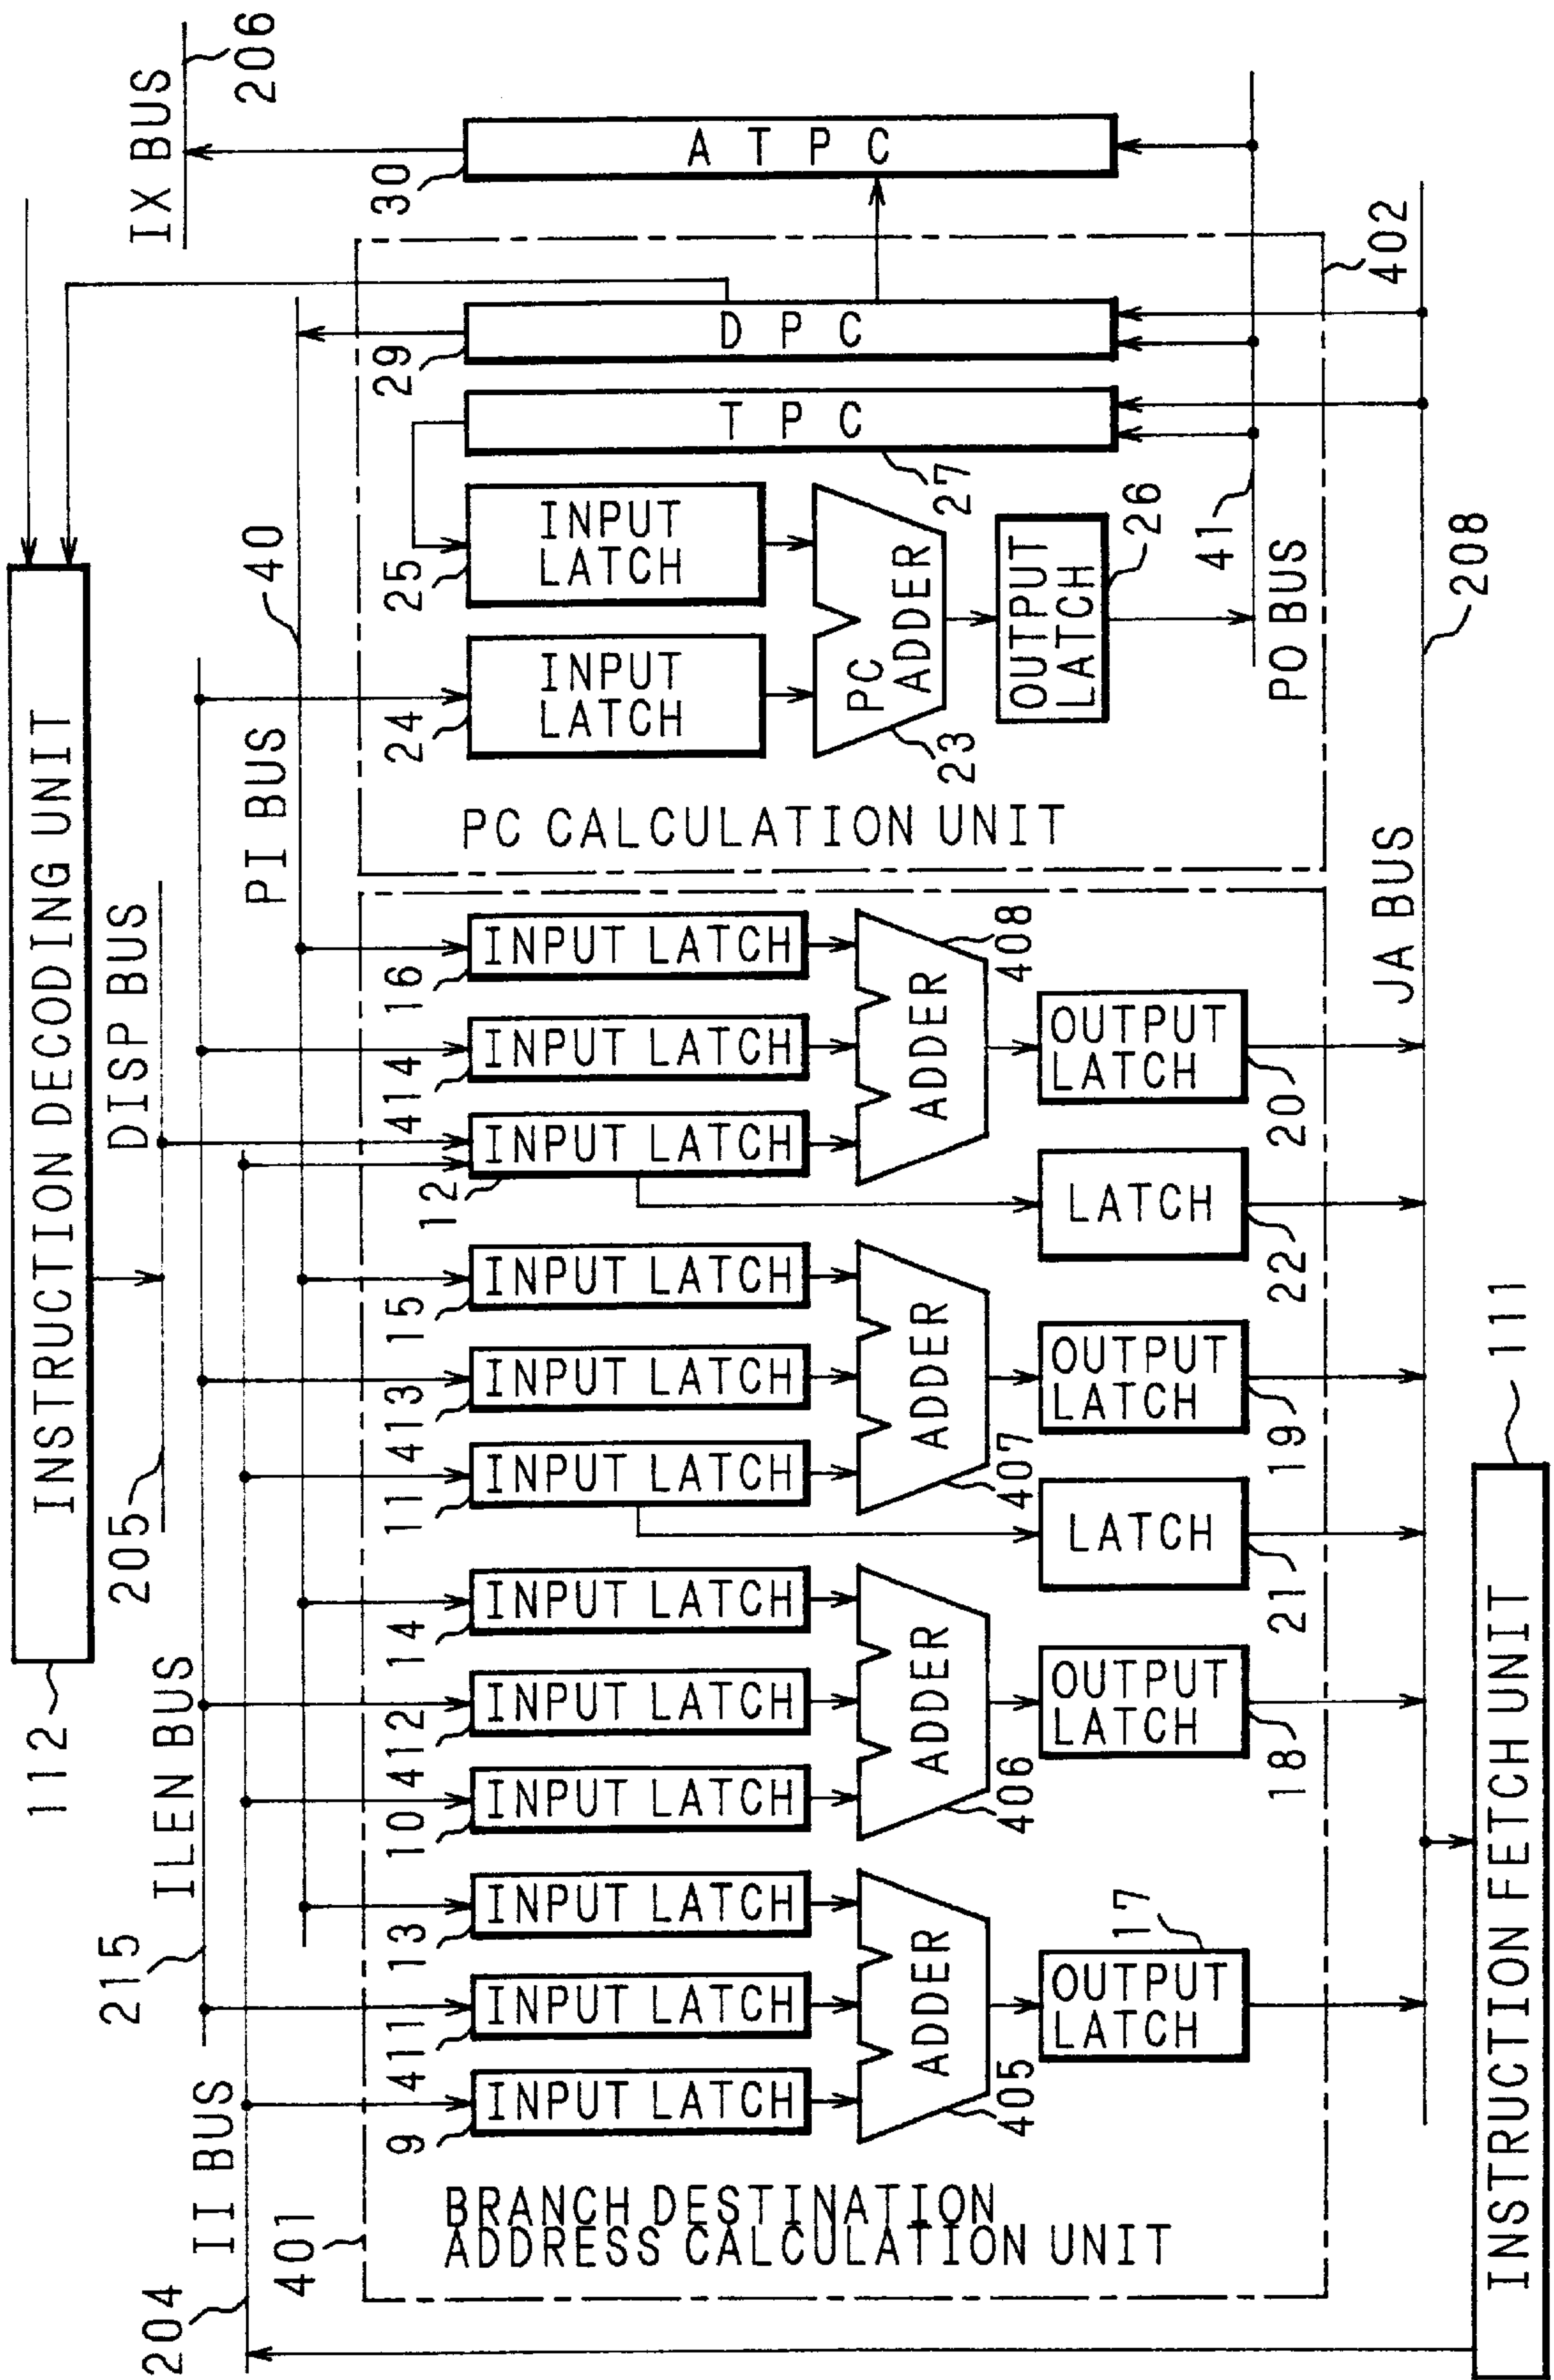 INSTRUCTION DECODING UNIT
112
IX BUS
206
DISP BUS
205
ILEN BUS
215
II BUS
204
PI BUS
40
401
BRANCH DESTINATION
ADDRESS CALCULATION UNIT
9
INPUT LATCH
411
INPUT LATCH
13
INPUT LATCH
10
INPUT LATCH
412
INPUT LATCH
14
INPUT LATCH
11
INPUT LATCH
413
INPUT LATCH
15
INPUT LATCH
12
INPUT LATCH
414
INPUT LATCH
16
INPUT LATCH
ADDER
405
ADDER
406
ADDER
407
ADDER
408
OUTPUT
LATCH
17
OUTPUT
LATCH
18
LATCH
21
OUTPUT
LATCH
19
LATCH
22
OUTPUT
LATCH
20
PC CALCULATION UNIT
402
24
INPUT
LATCH
25
INPUT
LATCH
PC
ADDER
23
OUTPUT
LATCH
26
TPC
27
DPC
29
ATPC
30
41
PO BUS
JA BUS
208
INSTRUCTION FETCH UNIT
111